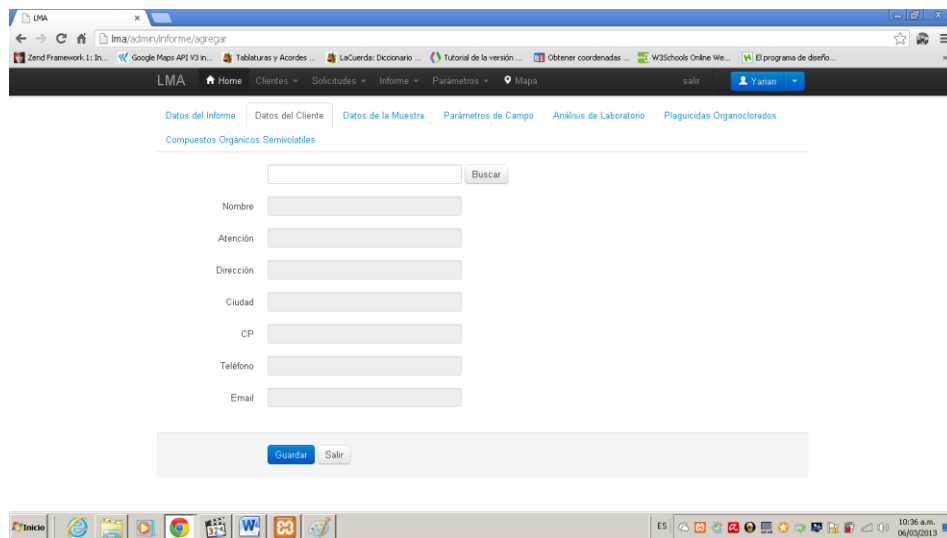 LMA
lma/admin/informe/agregar
Zend Framework 1: In... Google Maps API V3 in... Tablaturas y Acordes ... LaCuerda: Diccionario ... Tutorial de la versión ... Obtener coordenadas ... W3Schools Online We... El programa de diseño...
LMA Home Clientes Solicitudes Informe Parámetros Mapa salir Yarian
Datos del Informe Datos del Cliente Datos de la Muestra Parámetros de Campo Análisis de Laboratorio Plaguicidas Organoclorados
Compuestos Orgánicos Semivolatiles
Buscar
Nombre
Atención
Dirección
Ciudad
CP
Teléfono
Email
Guardar Salir
Inicio ES 10:36 a.m.
06/03/2013